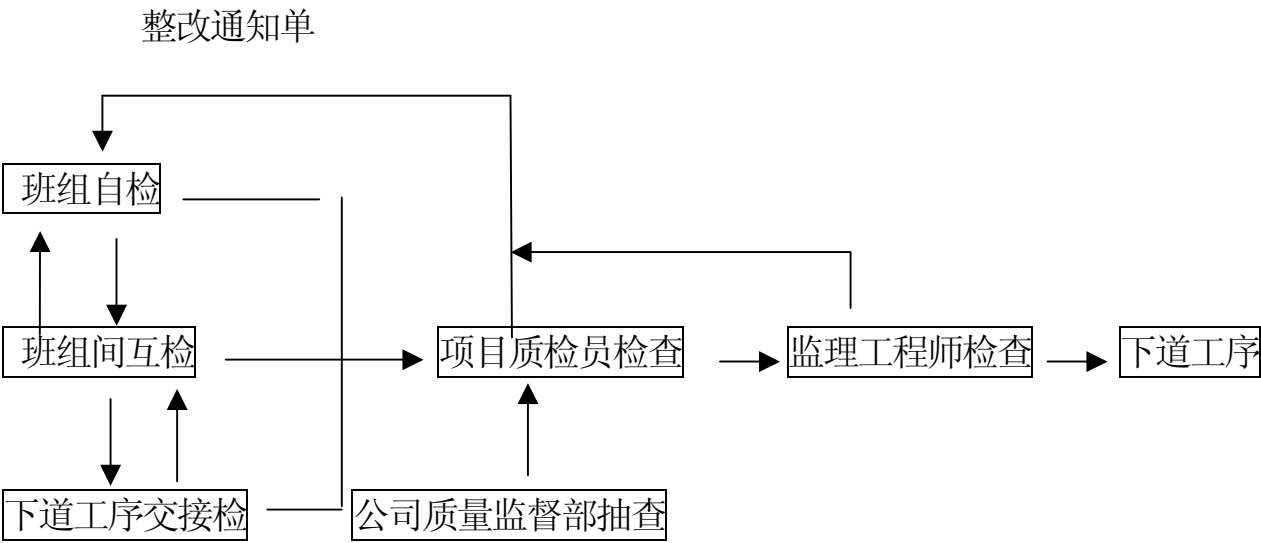 整改通知单
班组自检
班组间互检
项目质检员检查
监理工程师检查
下道工序
下道工序交接检
公司质量监督部抽查